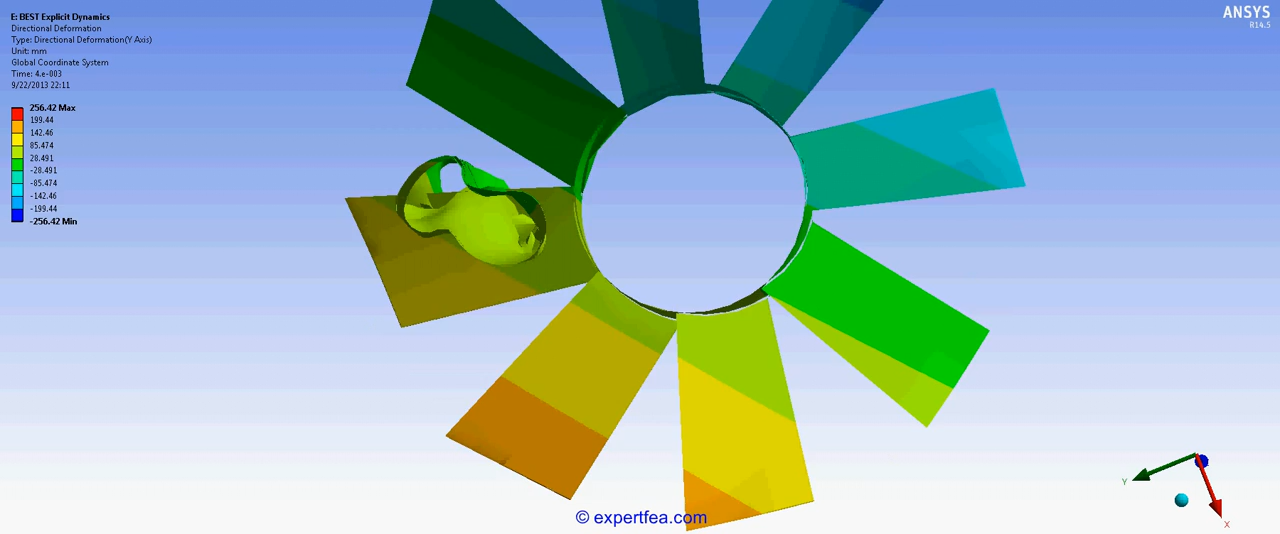 E: BEST Explicit Dynamics
Directional Deformation
Type: Directional Deformation(Y Axis)
Unit: mm
Global Coordinate System
Time: 4.e-003
9/22/2013 22:11
256.42 Max
199.44
142.46
85.474
28.491
-28.491
-85.474
-142.46
-199.44
-256.42 Min
ANSYS
R14.5
Y
X
© expertfea.com